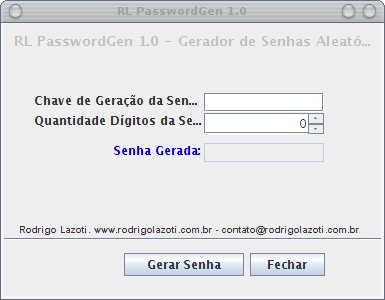 RL PasswordGen 1.0
RL PasswordGen 1.0 - Gerador de Senhas Aleató...
Chave de Geração da Sen...
Quantidade Dígitos da Se...
0
Senha Gerada:
Rodrigo Lazoti. www.rodrigolazoti.com.br - contato@rodrigolazoti.com.br
Gerar Senha
Fechar